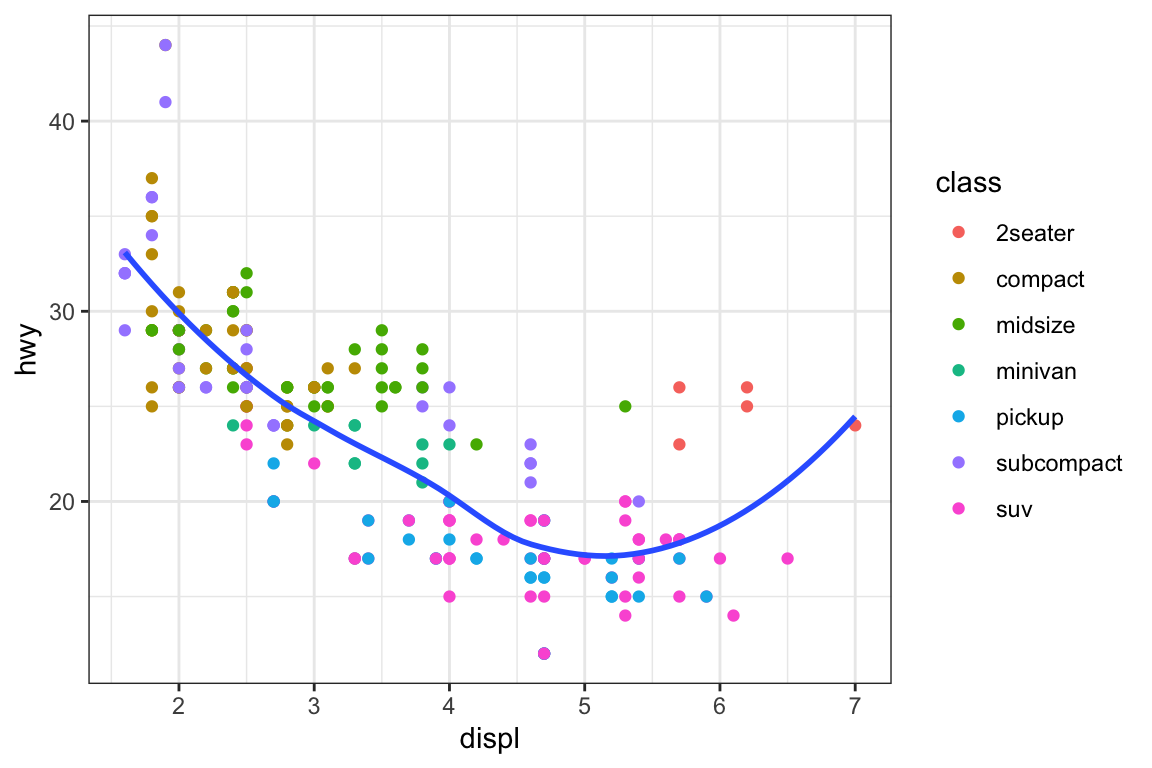 40
30
20
hwy
2
3
4
5
6
7
displ
class
2seater
compact
midsize
minivan
pickup
subcompact
suv